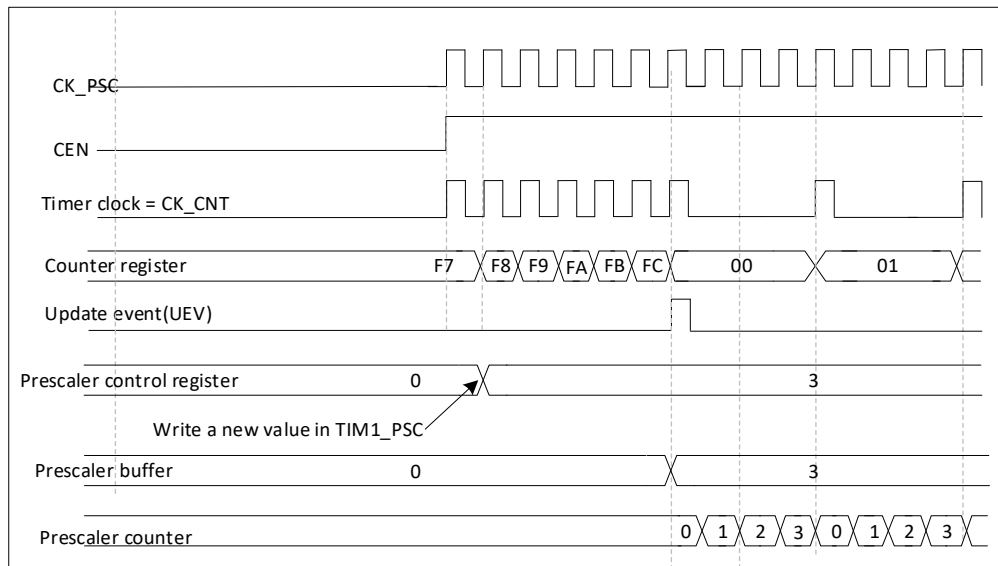 CK_PSC
CEN
Timer clock = CK_CNT
Counter register F7 F8 F9 FA FB FC 00 01
Update event(UEV)
Prescaler control register 0 3
Write a new value in TIM1_PSC
Prescaler buffer 0 3
Prescaler counter 0 1 2 3 0 1 2 3